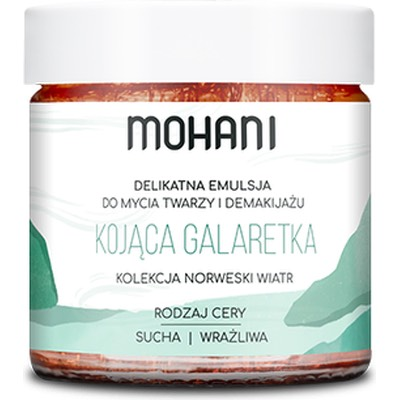 MOHANI
DELIKATNA EMULSJA
DO MYCIA TWARZY I DEMAKIJAŻU
KOJĄCA GALARETKA
KOLEKCJA NORWESKI WIATR
RODZAJ CERY
SUCHA | WRAŻLIWA